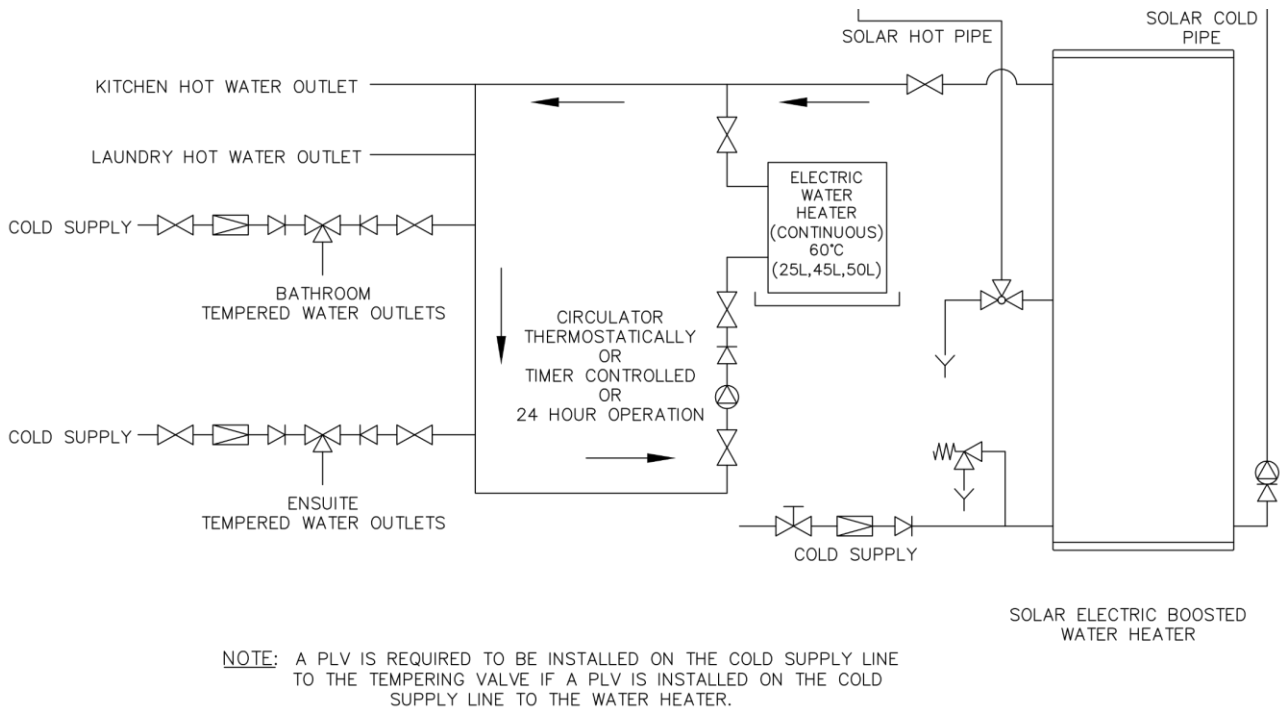 SOLAR HOT PIPE
SOLAR COLD
PIPE
KITCHEN HOT WATER OUTLET
LAUNDRY HOT WATER OUTLET
ELECTRIC
WATER
HEATER
(CONTINUOUS)
60°C
(25L,45L,50L)
COLD SUPPLY
BATHROOM
TEMPERED WATER OUTLETS
CIRCULATOR
THERMOSTATICALLY
OR
TIMER CONTROLLED
OR
24 HOUR OPERATION
COLD SUPPLY
ENSUITE
TEMPERED WATER OUTLETS
COLD SUPPLY
SOLAR ELECTRIC BOOSTED
WATER HEATER
NOTE: A PLV IS REQUIRED TO BE INSTALLED ON THE COLD SUPPLY LINE
TO THE TEMPERING VALVE IF A PLV IS INSTALLED ON THE COLD
SUPPLY LINE TO THE WATER HEATER.